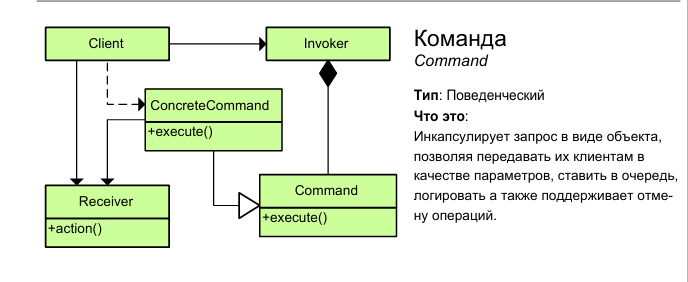 Client
Invoker
ConcreteCommand
+execute()
Command
+execute()
Receiver
+action()
Команда
Command
Тип: Поведенческий
Что это:
Инкапсулирует запрос в виде объекта,
позволяя передавать их клиентам в
качестве параметров, ставить в очередь,
логировать а также поддерживает отме-
ну операций.